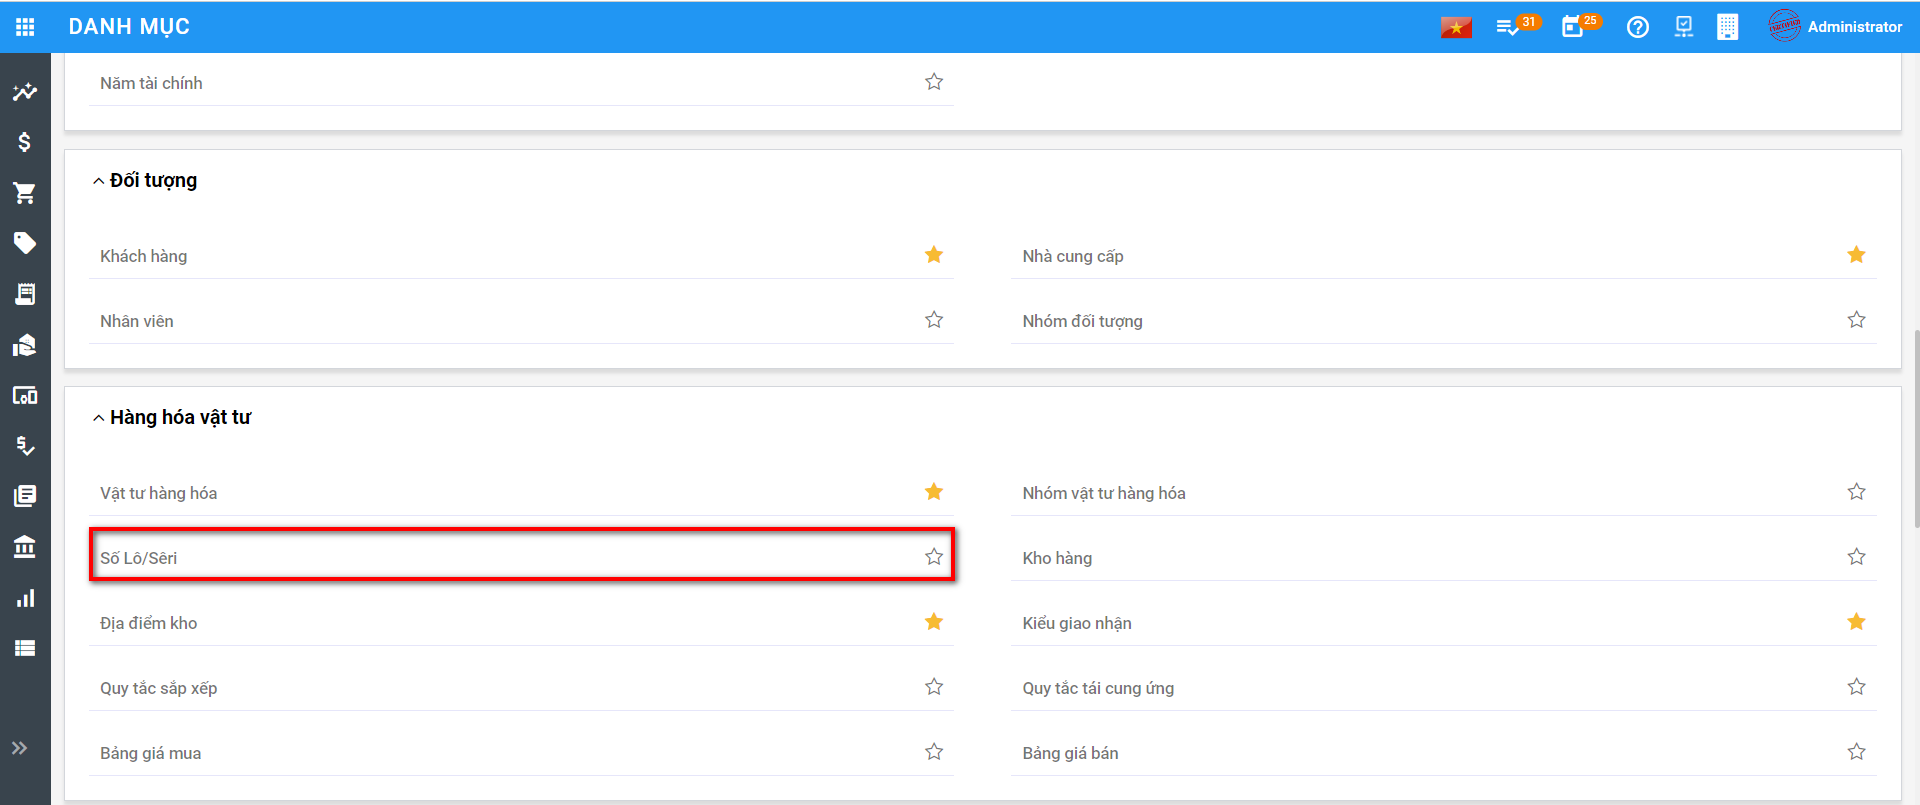 DANH MỤC
31
25
Administrator
Năm tài chính
Đối tượng
Khách hàng
Nhà cung cấp
Nhân viên
Nhóm đối tượng
Hàng hóa vật tư
Vật tư hàng hóa
Nhóm vật tư hàng hóa
Số Lô/Sêri
Kho hàng
Địa điểm kho
Kiểu giao nhận
Quy tắc sắp xếp
Quy tắc tái cung ứng
Bảng giá mua
Bảng giá bán